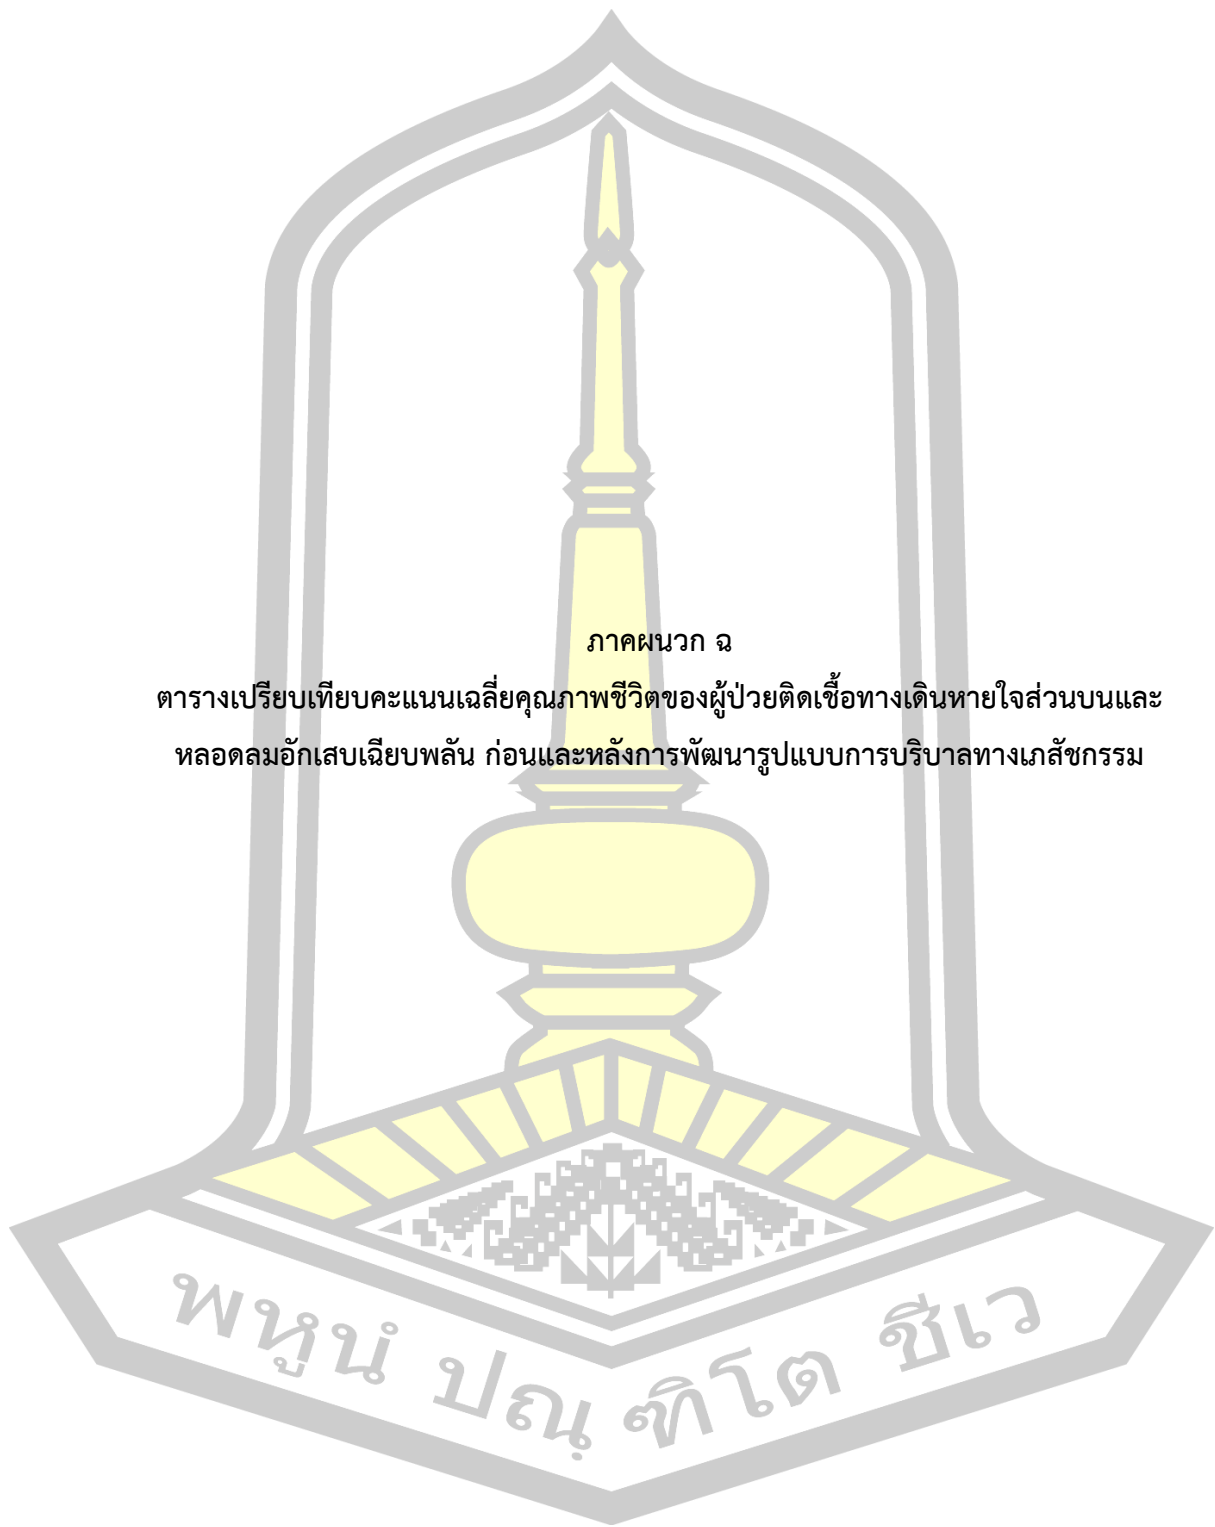 ภาคผนวก ฉ
ตารางเปรียบเทียบคะแนนเฉลี่ยคุณภาพชีวิตของผู้ป่วยติดเชื้อทางเดินหายใจส่วนบนและ
หลอดลมอักเสบเฉียบพลัน ก่อนและหลังการพัฒนารูปแบบการบริบาลทางเภสัชกรรม
พหูนํ ปณฺ ฑิโต ชีเว